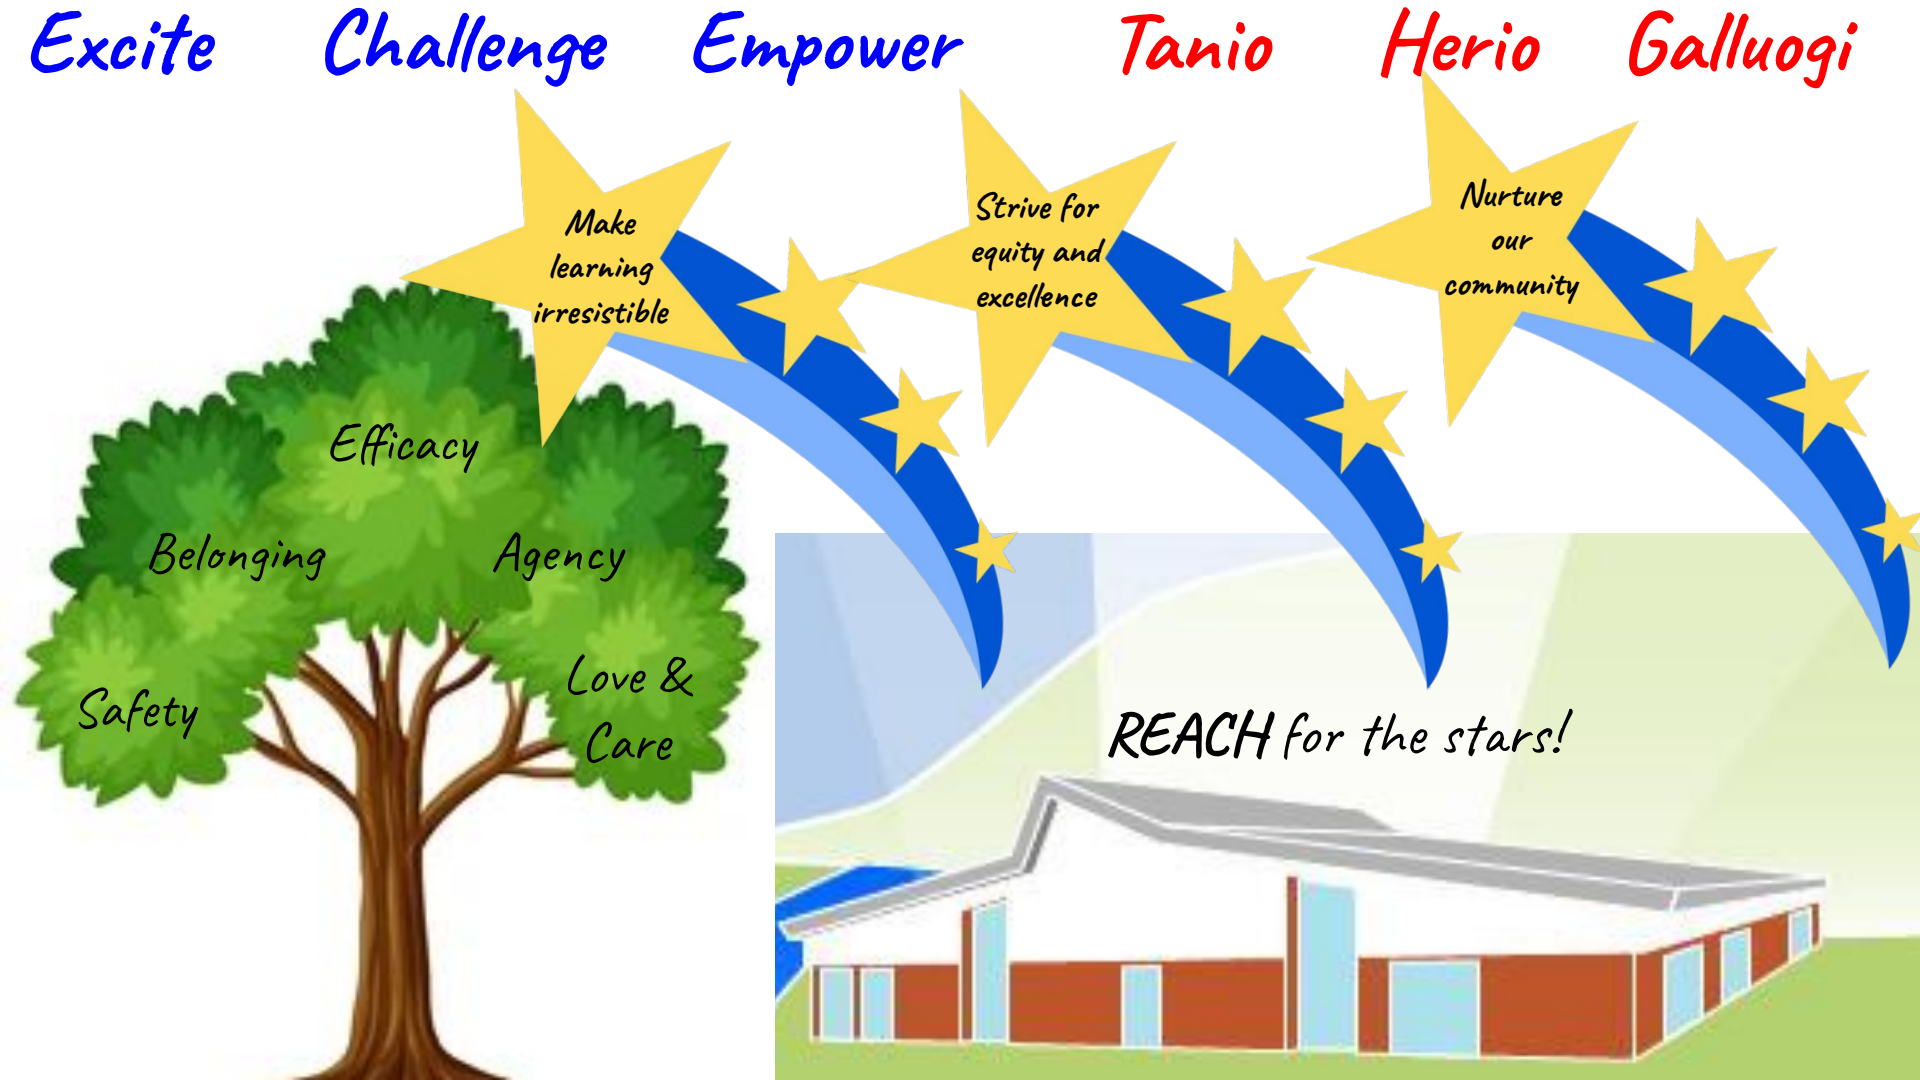 Excite Challenge Empower Tanio Herio Galluogi
Make
learning
irresistible
Strive for
equity and
excellence
Nurture
our
community
Efficacy
Belonging
Agency
Safety
Love &
Care
REACH for the stars!